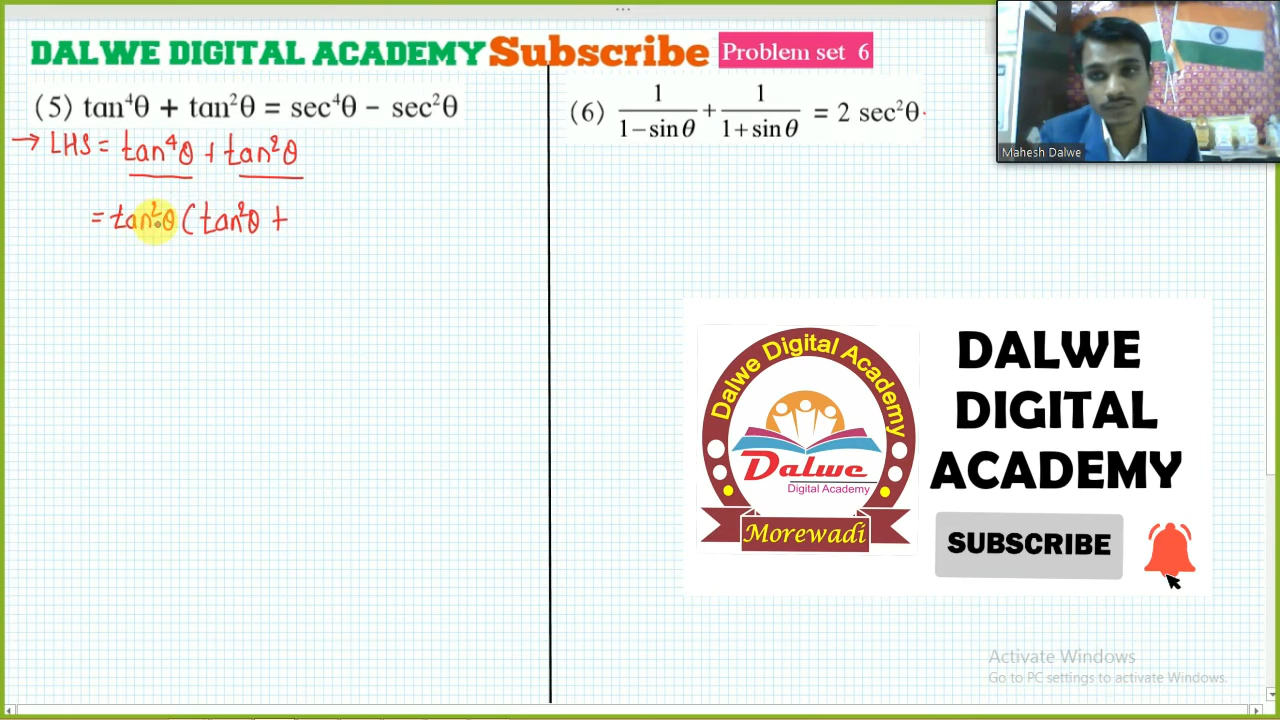 DALWE DIGITAL ACADEMY Subscribe Problem set 6
(5) tan⁴θ + tan²θ = sec⁴θ − sec²θ
→ LHS = tan⁴θ + tan²θ
= tan²θ (tan²θ +
(6) 1/(1−sinθ) + 1/(1+sinθ) = 2 sec²θ.
Mahesh Dalwe
Dalwe Digital Academy
Dalwe
Digital Academy
Morewadi
DALWE
DIGITAL
ACADEMY
SUBSCRIBE
Activate Windows
Go to PC settings to activate Windows.